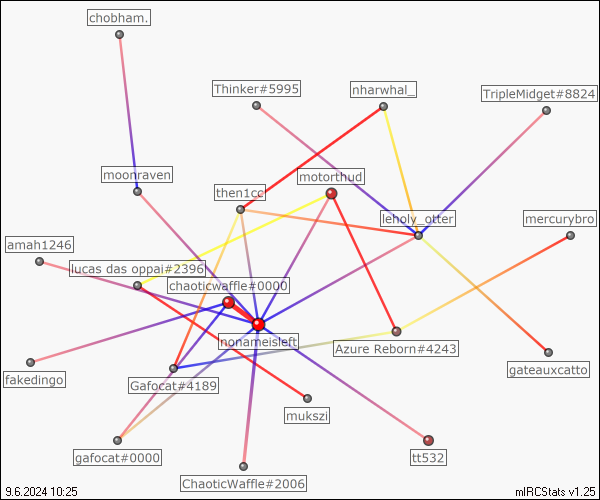 chobham.
Thinker#5995
nharwhal_
TripleMidget#8824
moonraven
motorthud
then1cc
leholy_otter
mercurybro
amah1246
lucas das oppai#2396
chaoticwaffle#0000
nonameisleft
Azure Reborn#4243
gateauxcatto
fakedingo
Gafocat#4189
mukszi
gafocat#0000
tt532
ChaoticWaffle#2006
9.6.2024 10:25
mIRCStats v1.25